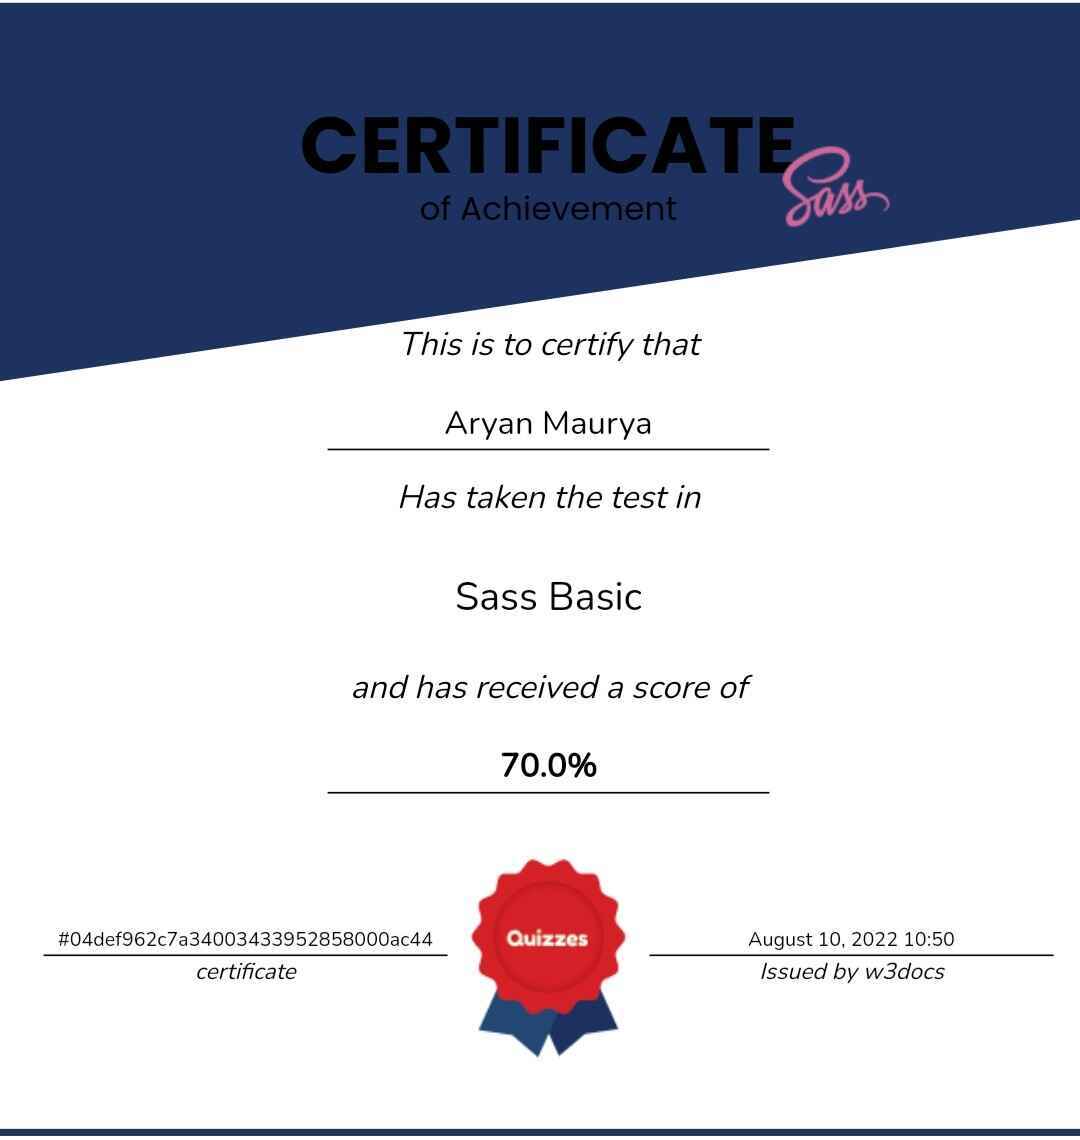 CERTIFICATE
of Achievement
Sass
This is to certify that
Aryan Maurya
Has taken the test in
Sass Basic
and has received a score of
70.0%
Quizzes
#04def962c7a34003433952858000ac44
certificate
August 10, 2022 10:50
Issued by w3docs